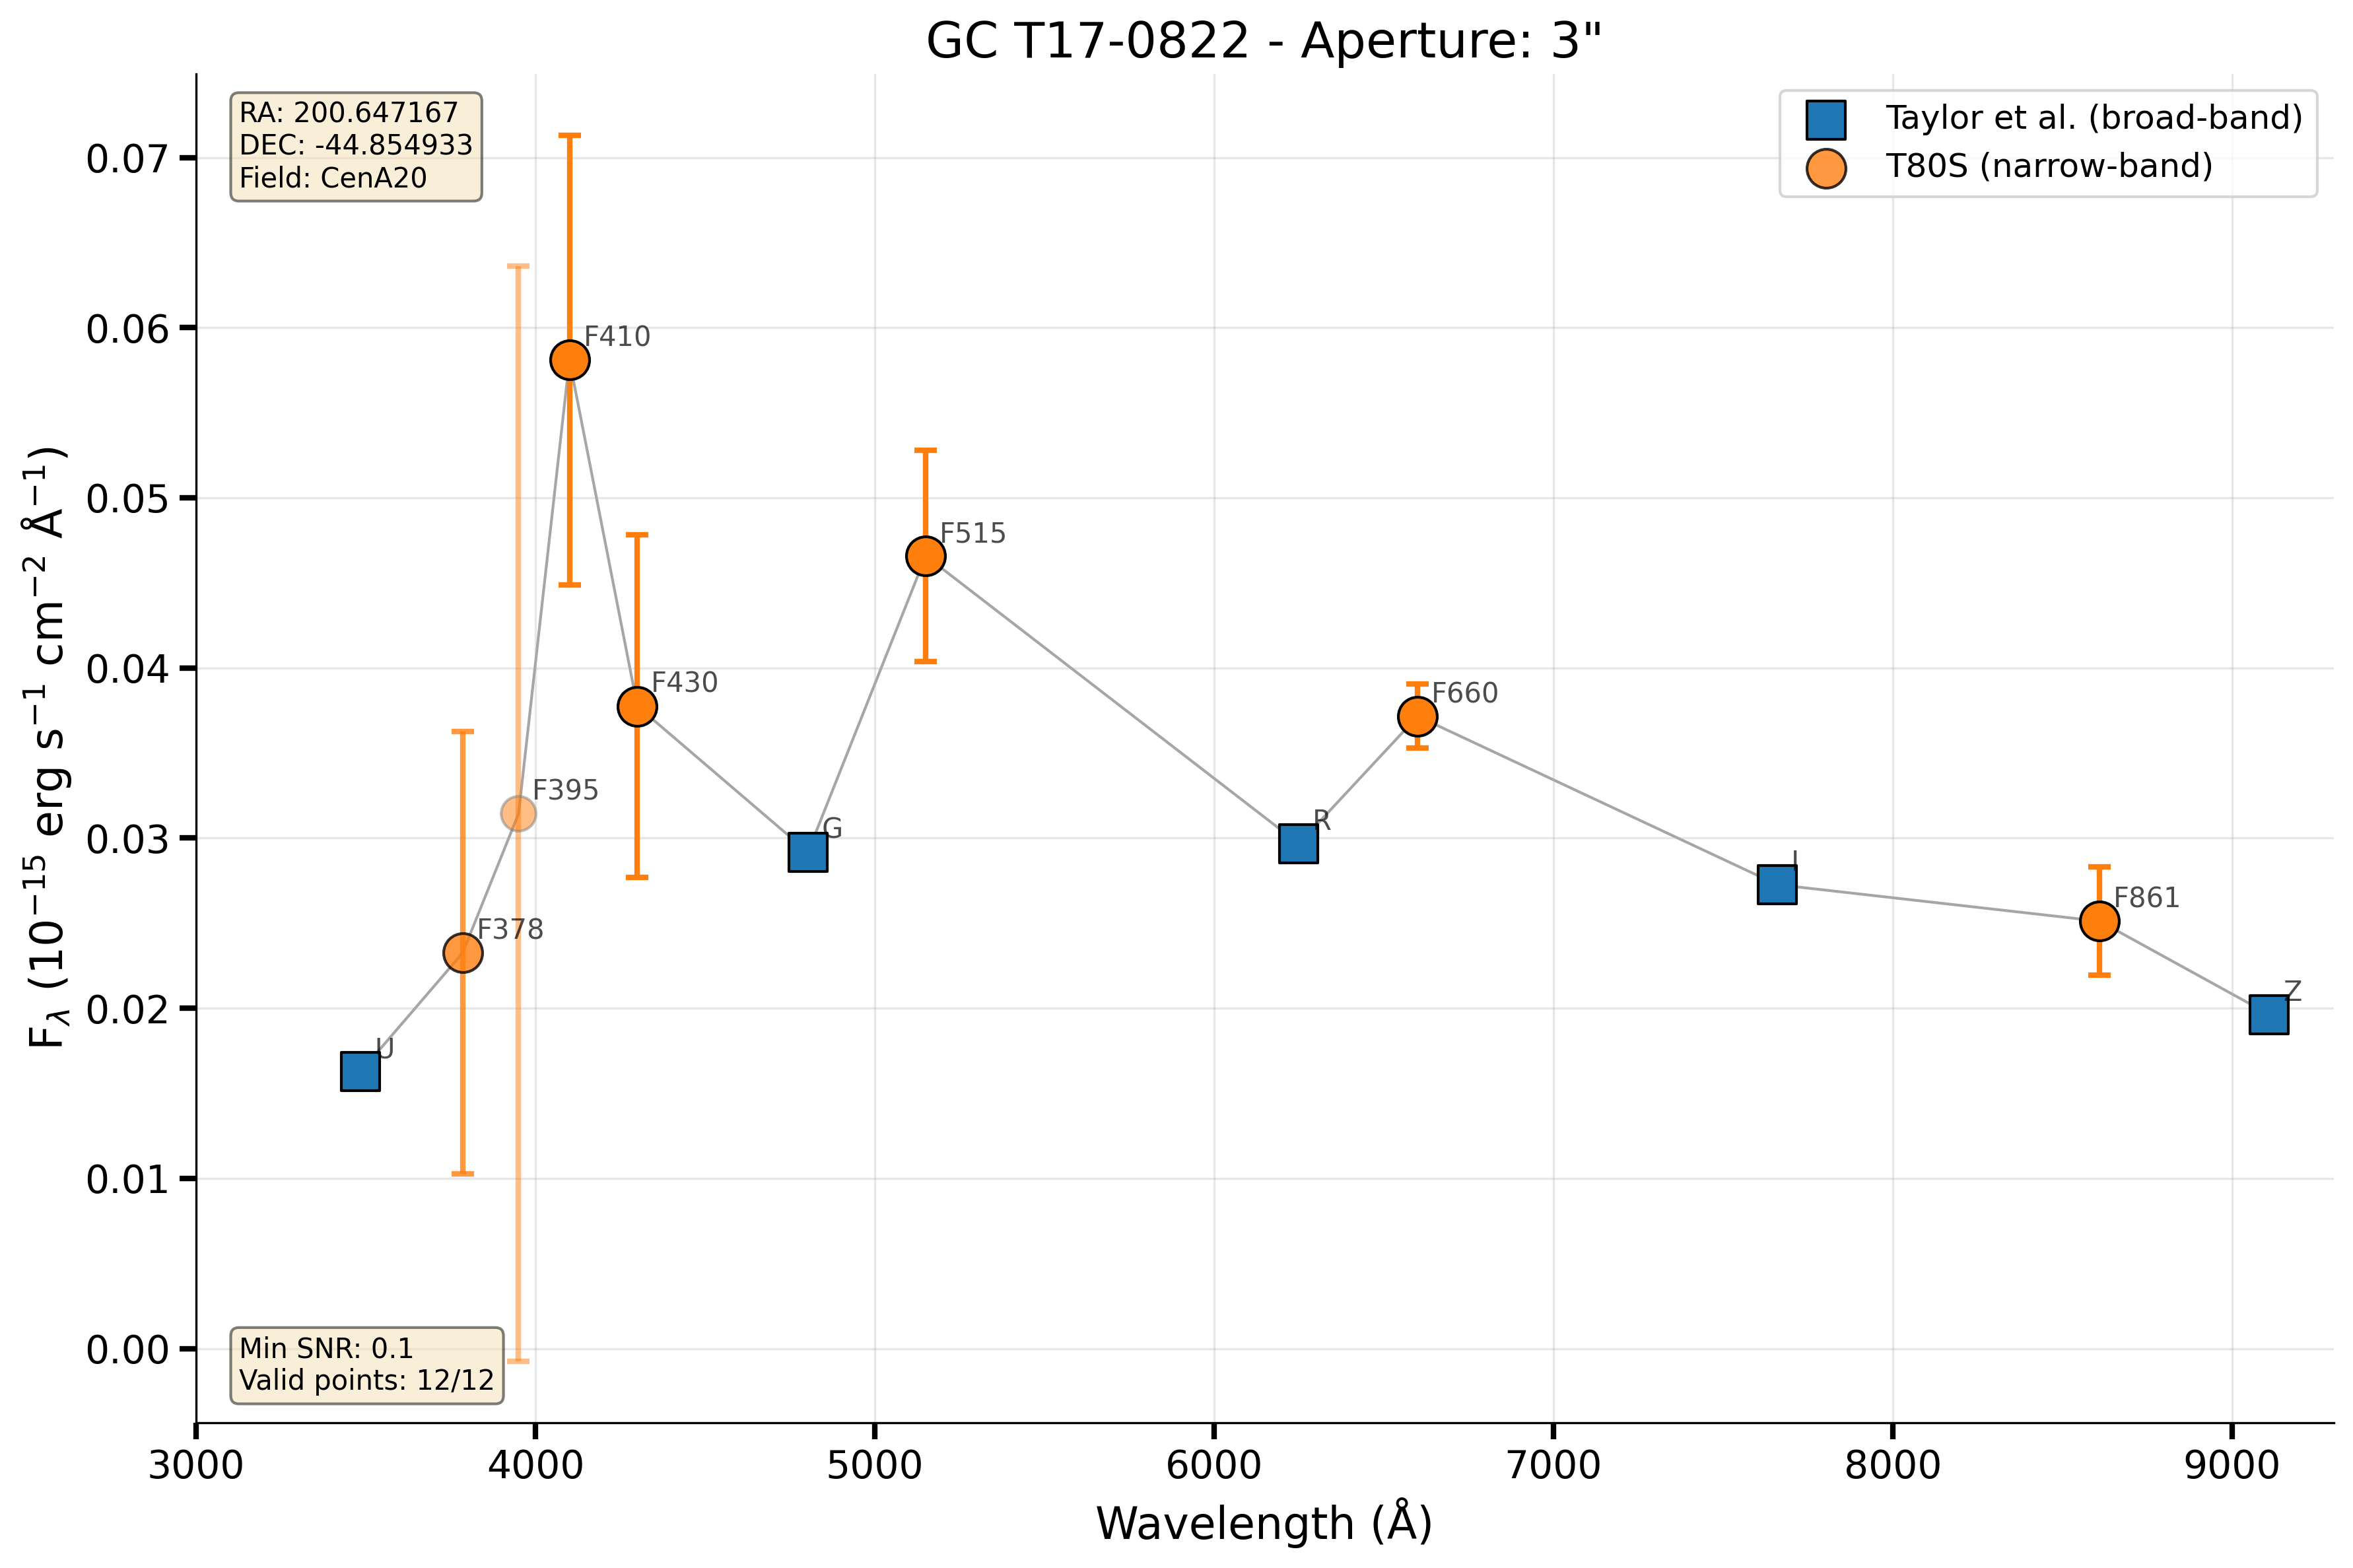 GC T17-0822 - Aperture: 3"
RA: 200.647167
DEC: -44.854933
Field: CenA20
Taylor et al. (broad-band)
T80S (narrow-band)
0.07
0.06
0.05
0.04
0.03
0.02
0.01
0.00
F_λ (10⁻¹⁵ erg s⁻¹ cm⁻² Å⁻¹)
U
F378
F395
F410
F430
G
F515
R
F660
I
F861
Z
Min SNR: 0.1
Valid points: 12/12
3000 4000 5000 6000 7000 8000 9000
Wavelength (Å)